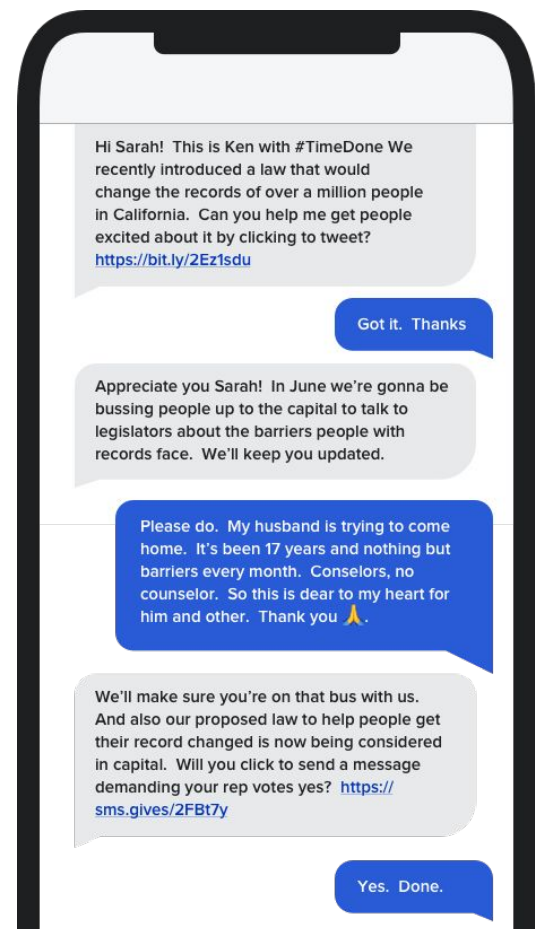 Hi Sarah!  This is Ken with #TimeDone We
recently introduced a law that would
change the records of over a million people
in California.  Can you help me get people
excited about it by clicking to tweet?
https://bit.ly/2Ez1sdu
Got it.  Thanks
Appreciate you Sarah!  In June we're gonna be
bussing people up to the capital to talk to
legislators about the barriers people with
records face.  We'll keep you updated.
Please do.  My husband is trying to come
home.  It's been 17 years and nothing but
barriers every month.  Conselors, no
counselor.  So this is dear to my heart for
him and other.  Thank you 🙏.
We'll make sure you're on that bus with us.
And also our proposed law to help people get
their record changed is now being considered
in capital.  Will you click to send a message
demanding your rep votes yes?  https://
sms.gives/2FBt7y
Yes.  Done.